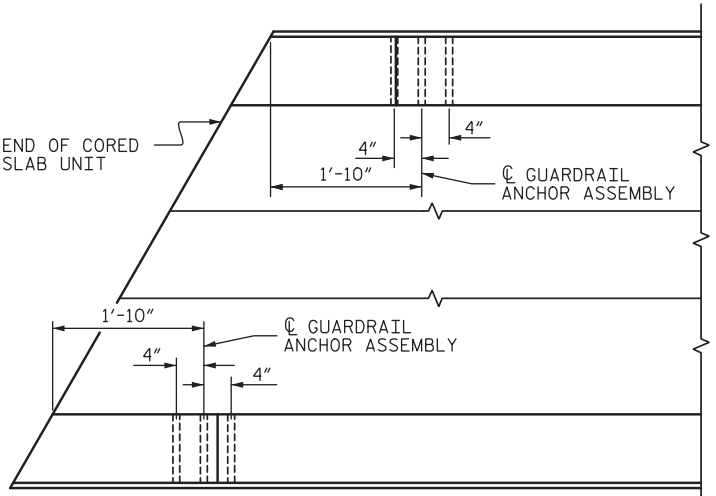 4"
END OF CORED
SLAB UNIT
4"
1'-10"
℄ GUARDRAIL
ANCHOR ASSEMBLY
1'-10"
℄ GUARDRAIL
ANCHOR ASSEMBLY
4"
4"